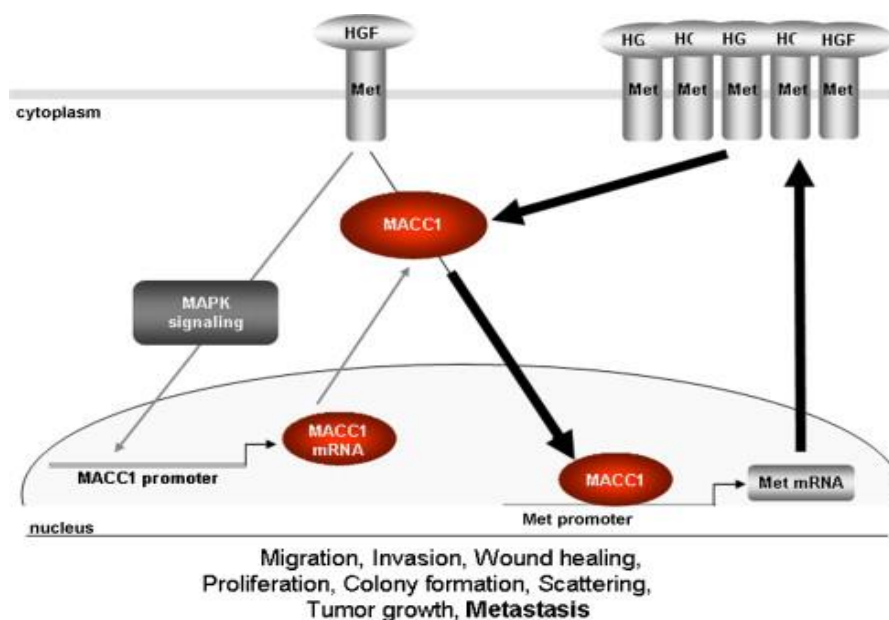 HGF
HG HC HG HC HGF
Met
Met Met Met Met Met
cytoplasm
MACC1
MAPK
signaling
MACC1
mRNA
MACC1 promoter
MACC1
Met mRNA
Met promoter
nucleus
Migration, Invasion, Wound healing,
Proliferation, Colony formation, Scattering,
Tumor growth, Metastasis